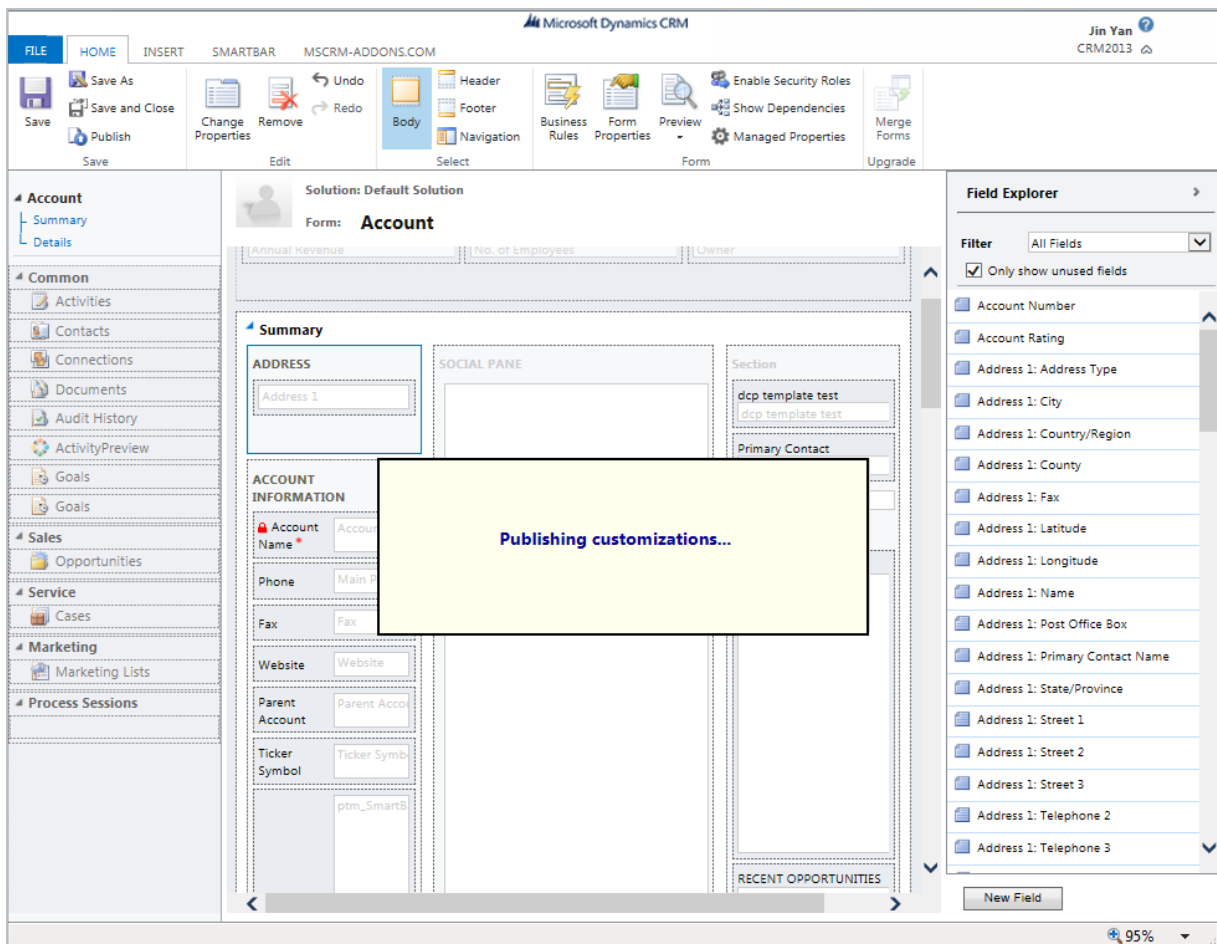 Microsoft Dynamics CRM
Jin Yan
CRM2013
FILE
HOME
INSERT
SMARTBAR
MSCRM-ADDONS.COM
Save
Save As
Save and Close
Publish
Save
Change Properties
Remove
Undo
Redo
Edit
Body
Header
Footer
Navigation
Select
Business Rules
Form Properties
Preview
Enable Security Roles
Show Dependencies
Managed Properties
Form
Merge Forms
Upgrade
Account
Summary
Details
Common
Activities
Contacts
Connections
Documents
Audit History
ActivityPreview
Goals
Goals
Sales
Opportunities
Service
Cases
Marketing
Marketing Lists
Process Sessions
Solution: Default Solution
Form: Account
Annual Revenue
No. of Employees
Owner
Summary
ADDRESS
Address 1
SOCIAL PANE
Section
dcp template test
dcp template test
Primary Contact
ACCOUNT
INFORMATION
Account
Name *
Accoun
Phone
Main P
Fax
Fax
Website
Website
Parent
Account
Parent Accou
Ticker
Symbol
Ticker Symb
ptm_SmartB
Publishing customizations...
RECENT OPPORTUNITIES
Field Explorer
Filter
All Fields
Only show unused fields
Account Number
Account Rating
Address 1: Address Type
Address 1: City
Address 1: Country/Region
Address 1: County
Address 1: Fax
Address 1: Latitude
Address 1: Longitude
Address 1: Name
Address 1: Post Office Box
Address 1: Primary Contact Name
Address 1: State/Province
Address 1: Street 1
Address 1: Street 2
Address 1: Street 3
Address 1: Telephone 2
Address 1: Telephone 3
New Field
95%